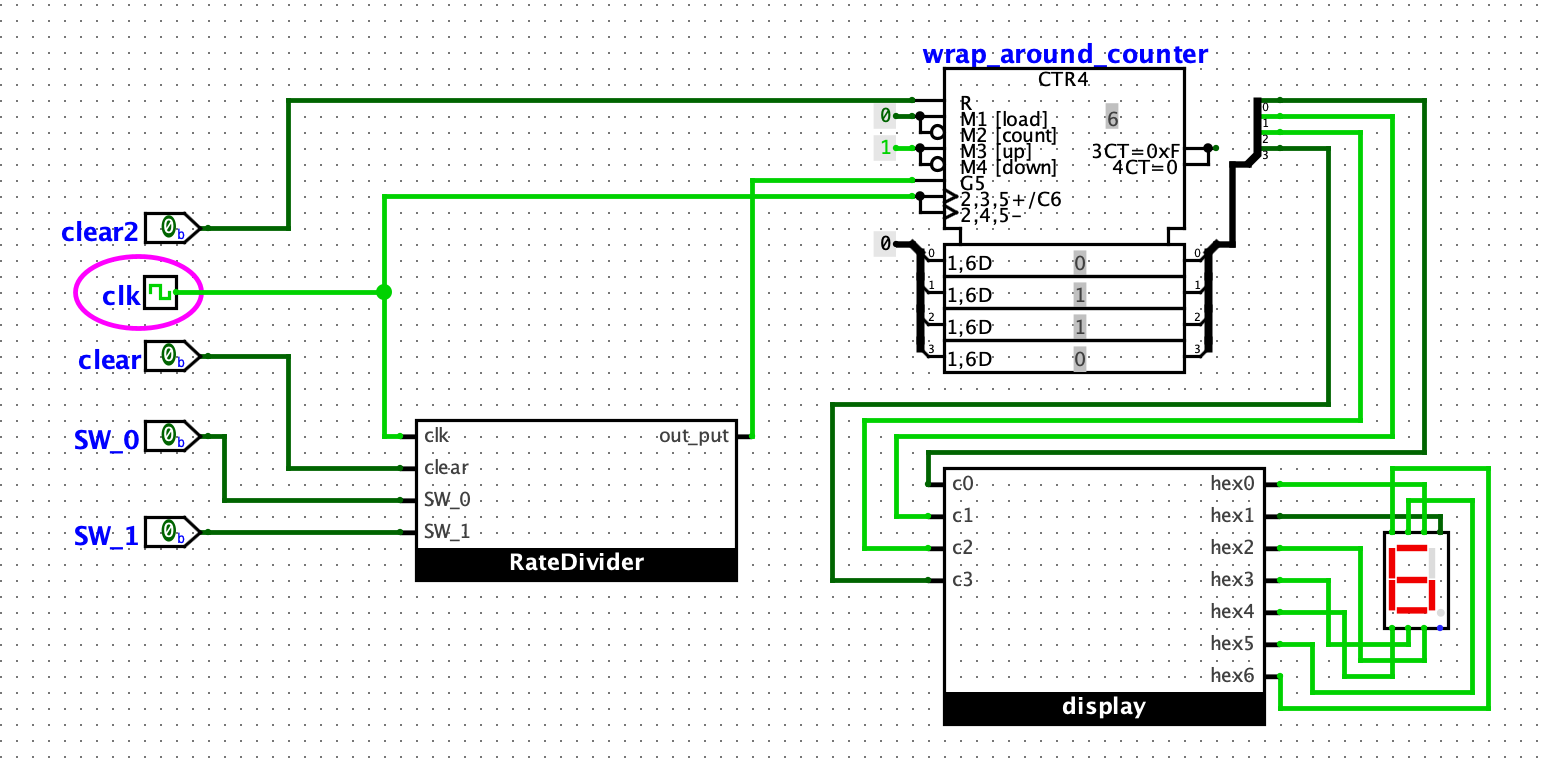 wrap_around_counter
CTR4
R
0
M1 [load]
6
M2 [count]
1
M3 [up]
3CT=0xF
M4 [down]
4CT=0
G5
2,3,5+/C6
2,4,5-
0
1
2
3
clear2
0b
clk
clear
0b
SW_0
0b
SW_1
0b
0
0
1,6D
0
0
1
1,6D
1
1
2
1,6D
1
2
3
1,6D
0
3
clk
out_put
clear
SW_0
SW_1
RateDivider
c0
hex0
c1
hex1
c2
hex2
c3
hex3
hex4
hex5
hex6
display
6